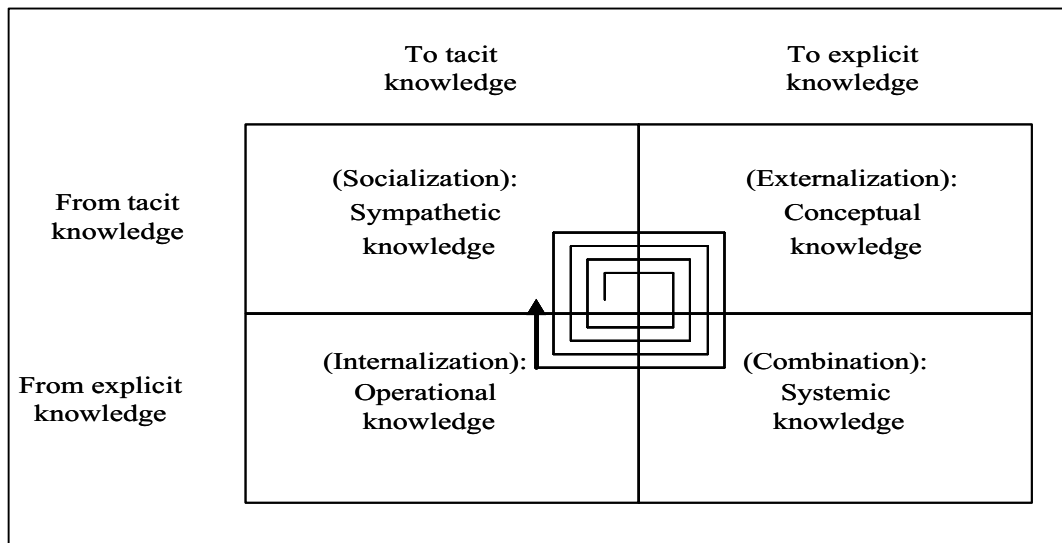 To tacit
knowledge
To explicit
knowledge
From tacit
knowledge
(Socialization):
Sympathetic
knowledge
(Externalization):
Conceptual
knowledge
From explicit
knowledge
(Internalization):
Operational
knowledge
(Combination):
Systemic
knowledge